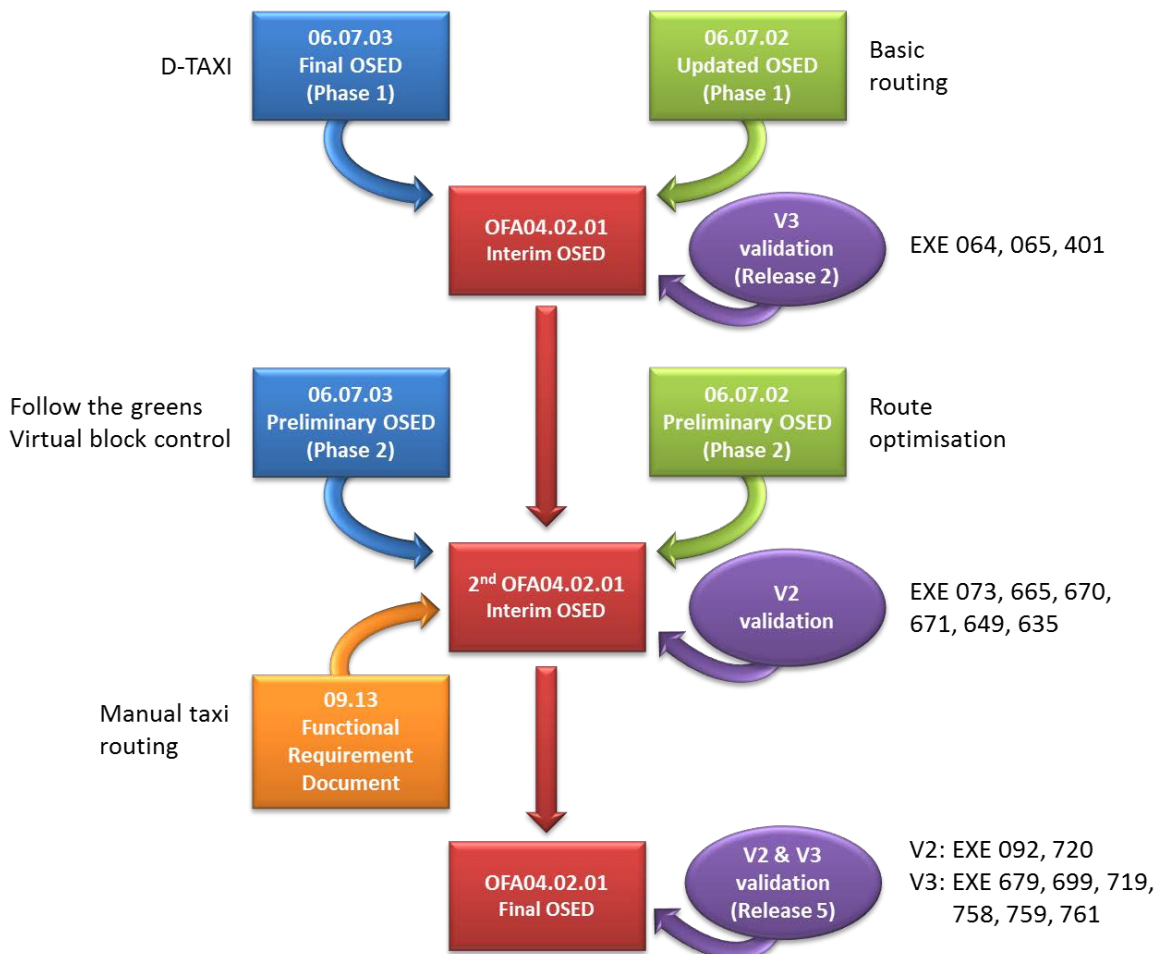 D-TAXI
06.07.03
Final OSED
(Phase 1)
06.07.02
Updated OSED
(Phase 1)
Basic
routing
OFA04.02.01
Interim OSED
V3
validation
(Release 2)
EXE 064, 065, 401
Follow the greens
Virtual block control
06.07.03
Preliminary OSED
(Phase 2)
06.07.02
Preliminary OSED
(Phase 2)
Route
optimisation
2nd OFA04.02.01
Interim OSED
V2
validation
EXE 073, 665, 670,
671, 649, 635
Manual taxi
routing
09.13
Functional
Requirement
Document
OFA04.02.01
Final OSED
V2 & V3
validation
(Release 5)
V2: EXE 092, 720
V3: EXE 679, 699, 719,
758, 759, 761